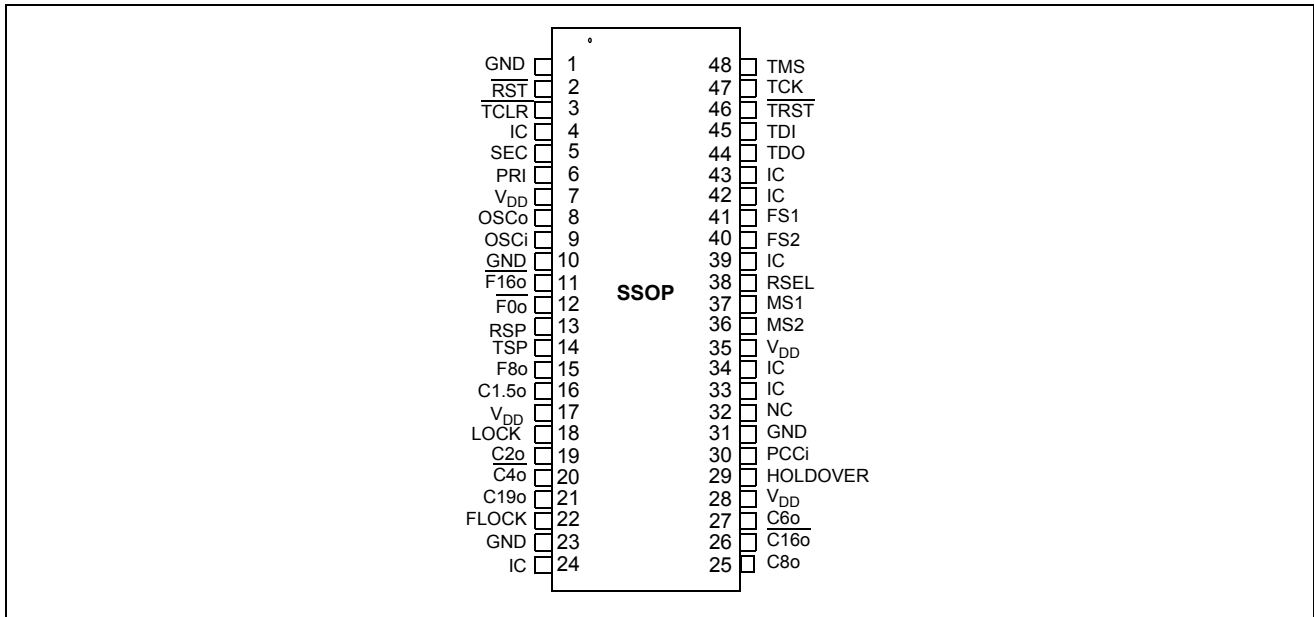 GND 1 48 TMS
RST 2 47 TCK
TCLR 3 46 TRST
IC 4 45 TDI
SEC 5 44 TDO
PRI 6 43 IC
VDD 7 42 IC
OSCo 8 41 FS1
OSCi 9 40 FS2
GND 10 39 IC
F16o 11 38 RSEL
SSOP
F0o 12 37 MS1
RSP 13 36 MS2
TSP 14 35 VDD
F8o 15 34 IC
C1.5o 16 33 IC
VDD 17 32 NC
LOCK 18 31 GND
C2o 19 30 PCCi
C4o 20 29 HOLDOVER
C19o 21 28 VDD
FLOCK 22 27 C6o
GND 23 26 C16o
IC 24 25 C8o